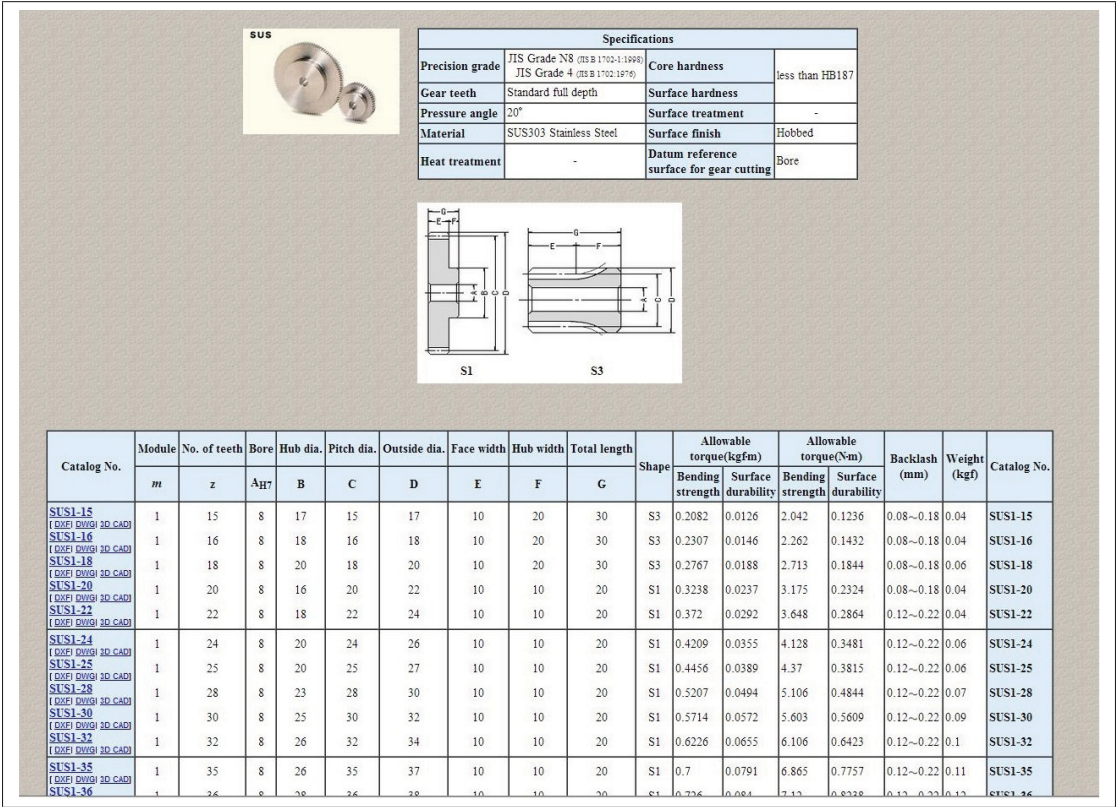 SUS
Specifications
Precision grade JIS Grade N8 (JIS B 1702-1:1998) JIS Grade 4 (JIS B 1702:1976) Core hardness less than HB187
Gear teeth Standard full depth Surface hardness
Pressure angle 20° Surface treatment -
Material SUS303 Stainless Steel Surface finish Hobbed
Heat treatment - Datum reference surface for gear cutting Bore
G
E F
A B C D
G
E F
A C D
S1 S3
Catalog No. Module No. of teeth Bore Hub dia. Pitch dia. Outside dia. Face width Hub width Total length Shape Allowable torque(kgf·m) Allowable torque(N·m) Backlash (mm) Weight (kgf) Catalog No.
m z AH7 B C D E F G Bending strength Surface durability Bending strength Surface durability
SUS1-15 1 15 8 17 15 17 10 20 30 S3 0.2082 0.0126 2.042 0.1236 0.08~0.18 0.04 SUS1-15
[ DXF| DWG| 3D CAD]
SUS1-16 1 16 8 18 16 18 10 20 30 S3 0.2307 0.0146 2.262 0.1432 0.08~0.18 0.04 SUS1-16
[ DXF| DWG| 3D CAD]
SUS1-18 1 18 8 20 18 20 10 20 30 S3 0.2767 0.0188 2.713 0.1844 0.08~0.18 0.06 SUS1-18
[ DXF| DWG| 3D CAD]
SUS1-20 1 20 8 16 20 22 10 10 20 S1 0.3238 0.0237 3.175 0.2324 0.08~0.18 0.04 SUS1-20
[ DXF| DWG| 3D CAD]
SUS1-22 1 22 8 18 22 24 10 10 20 S1 0.372 0.0292 3.648 0.2864 0.12~0.22 0.04 SUS1-22
[ DXF| DWG| 3D CAD]
SUS1-24 1 24 8 20 24 26 10 10 20 S1 0.4209 0.0355 4.128 0.3481 0.12~0.22 0.06 SUS1-24
[ DXF| DWG| 3D CAD]
SUS1-25 1 25 8 20 25 27 10 10 20 S1 0.4456 0.0389 4.37 0.3815 0.12~0.22 0.06 SUS1-25
[ DXF| DWG| 3D CAD]
SUS1-28 1 28 8 23 28 30 10 10 20 S1 0.5207 0.0494 5.106 0.4844 0.12~0.22 0.07 SUS1-28
[ DXF| DWG| 3D CAD]
SUS1-30 1 30 8 25 30 32 10 10 20 S1 0.5714 0.0572 5.603 0.5609 0.12~0.22 0.09 SUS1-30
[ DXF| DWG| 3D CAD]
SUS1-32 1 32 8 26 32 34 10 10 20 S1 0.6226 0.0655 6.106 0.6423 0.12~0.22 0.1 SUS1-32
[ DXF| DWG| 3D CAD]
SUS1-35 1 35 8 26 35 37 10 10 20 S1 0.7 0.0791 6.865 0.7757 0.12~0.22 0.11 SUS1-35
[ DXF| DWG| 3D CAD]
SUS1-36